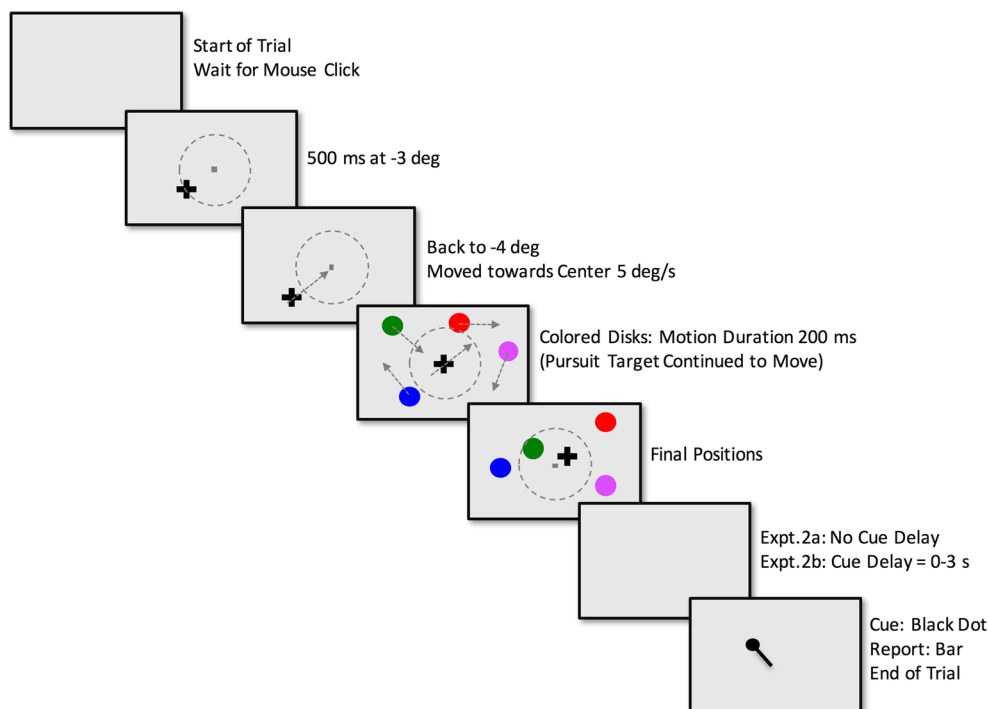 Start of Trial
Wait for Mouse Click
500 ms at -3 deg
Back to -4 deg
Moved towards Center 5 deg/s
Colored Disks: Motion Duration 200 ms
(Pursuit Target Continued to Move)
Final Positions
Expt.2a: No Cue Delay
Expt.2b: Cue Delay = 0-3 s
Cue: Black Dot
Report: Bar
End of Trial